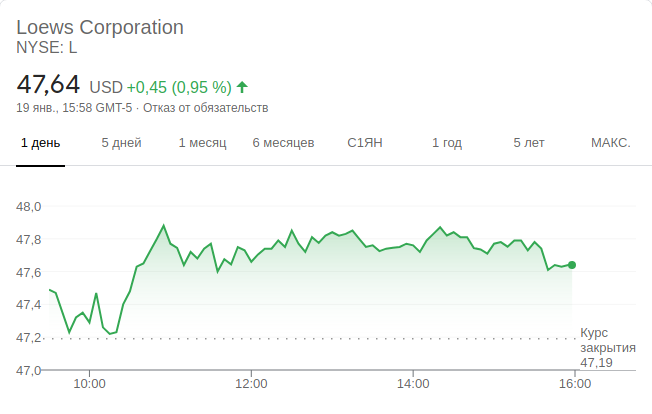 Loews Corporation
NYSE: L
47,64 USD +0,45 (0,95 %)
19 янв., 15:58 GMT-5 · Отказ от обязательств
1 день 5 дней 1 месяц 6 месяцев С1ЯН 1 год 5 лет МАКС.
48,0
47,8
47,6
47,4
47,2
47,0
Курс
закрытия
47,19
10:00 12:00 14:00 16:00